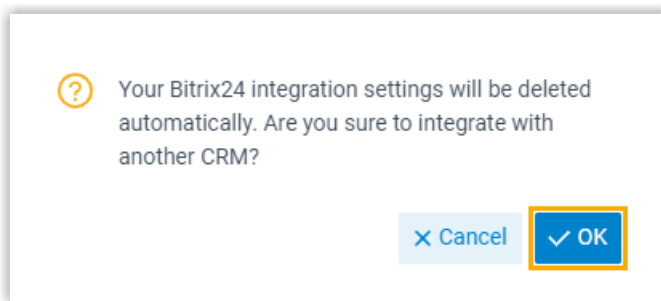 Your Bitrix24 integration settings will be deleted
automatically. Are you sure to integrate with
another CRM?
Cancel OK